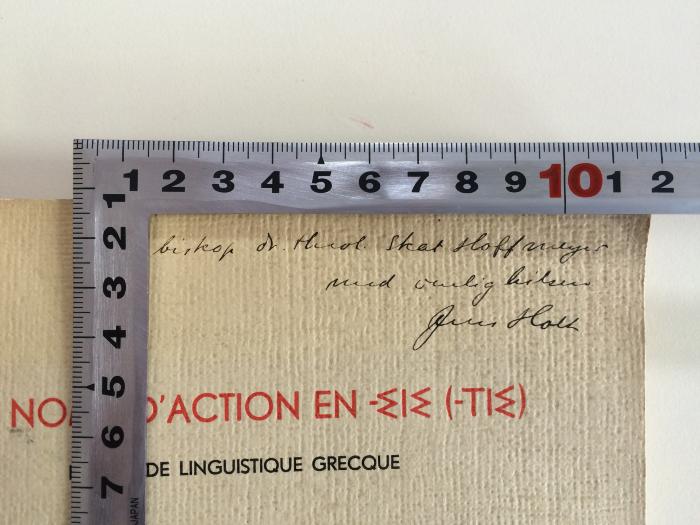 1 2 3 4 5 6 7 8 9 10 1 2
1
2
3
4
5
6
7
JAPAN
biskop dr. theol. Skat Hoffmeyer
med venlig hilsen
Jens Holt
NO D'ACTION EN -ΣΙΣ (-ΤΙΣ)
DE LINGUISTIQUE GRECQUE